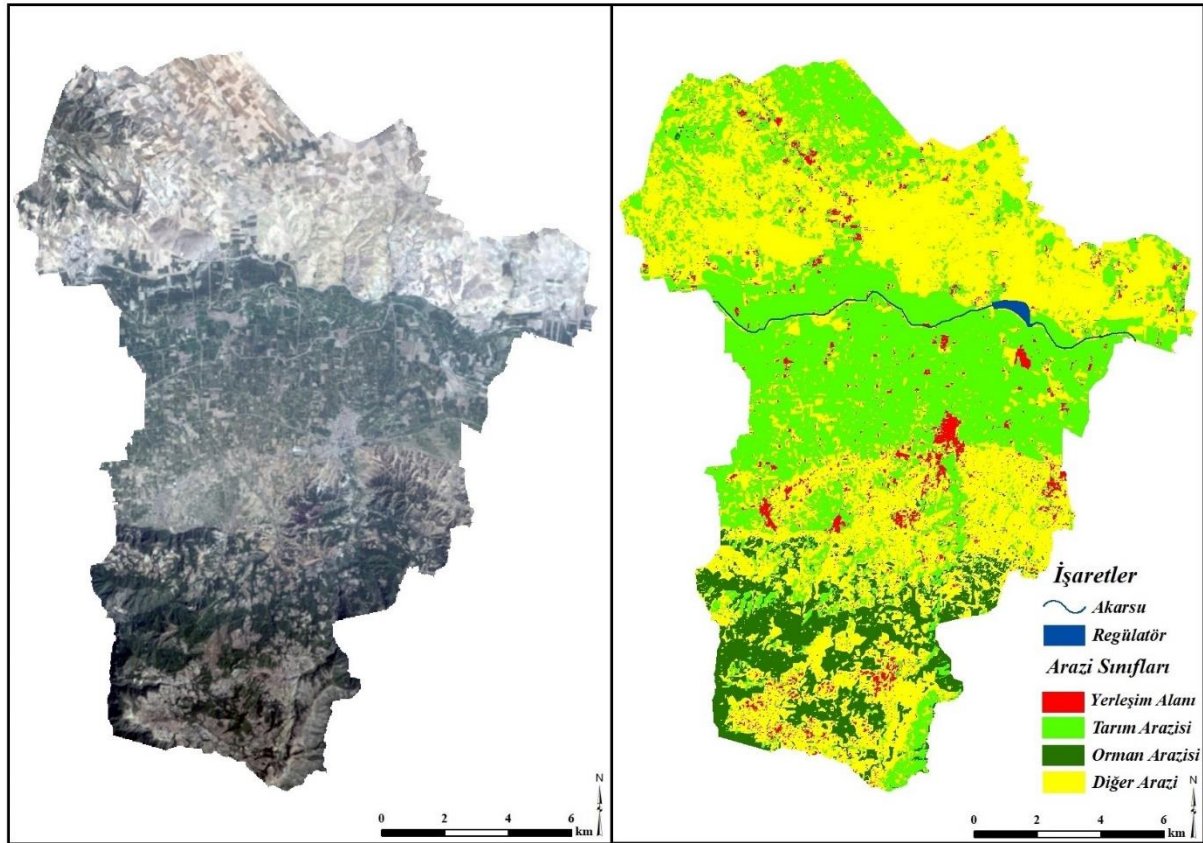 N
0 2 4 6
km
İşaretler
Akarsu
Regülatör
Arazi Sınıfları
Yerleşim Alanı
Tarım Arazisi
Orman Arazisi
Diğer Arazi
N
0 2 4 6
km